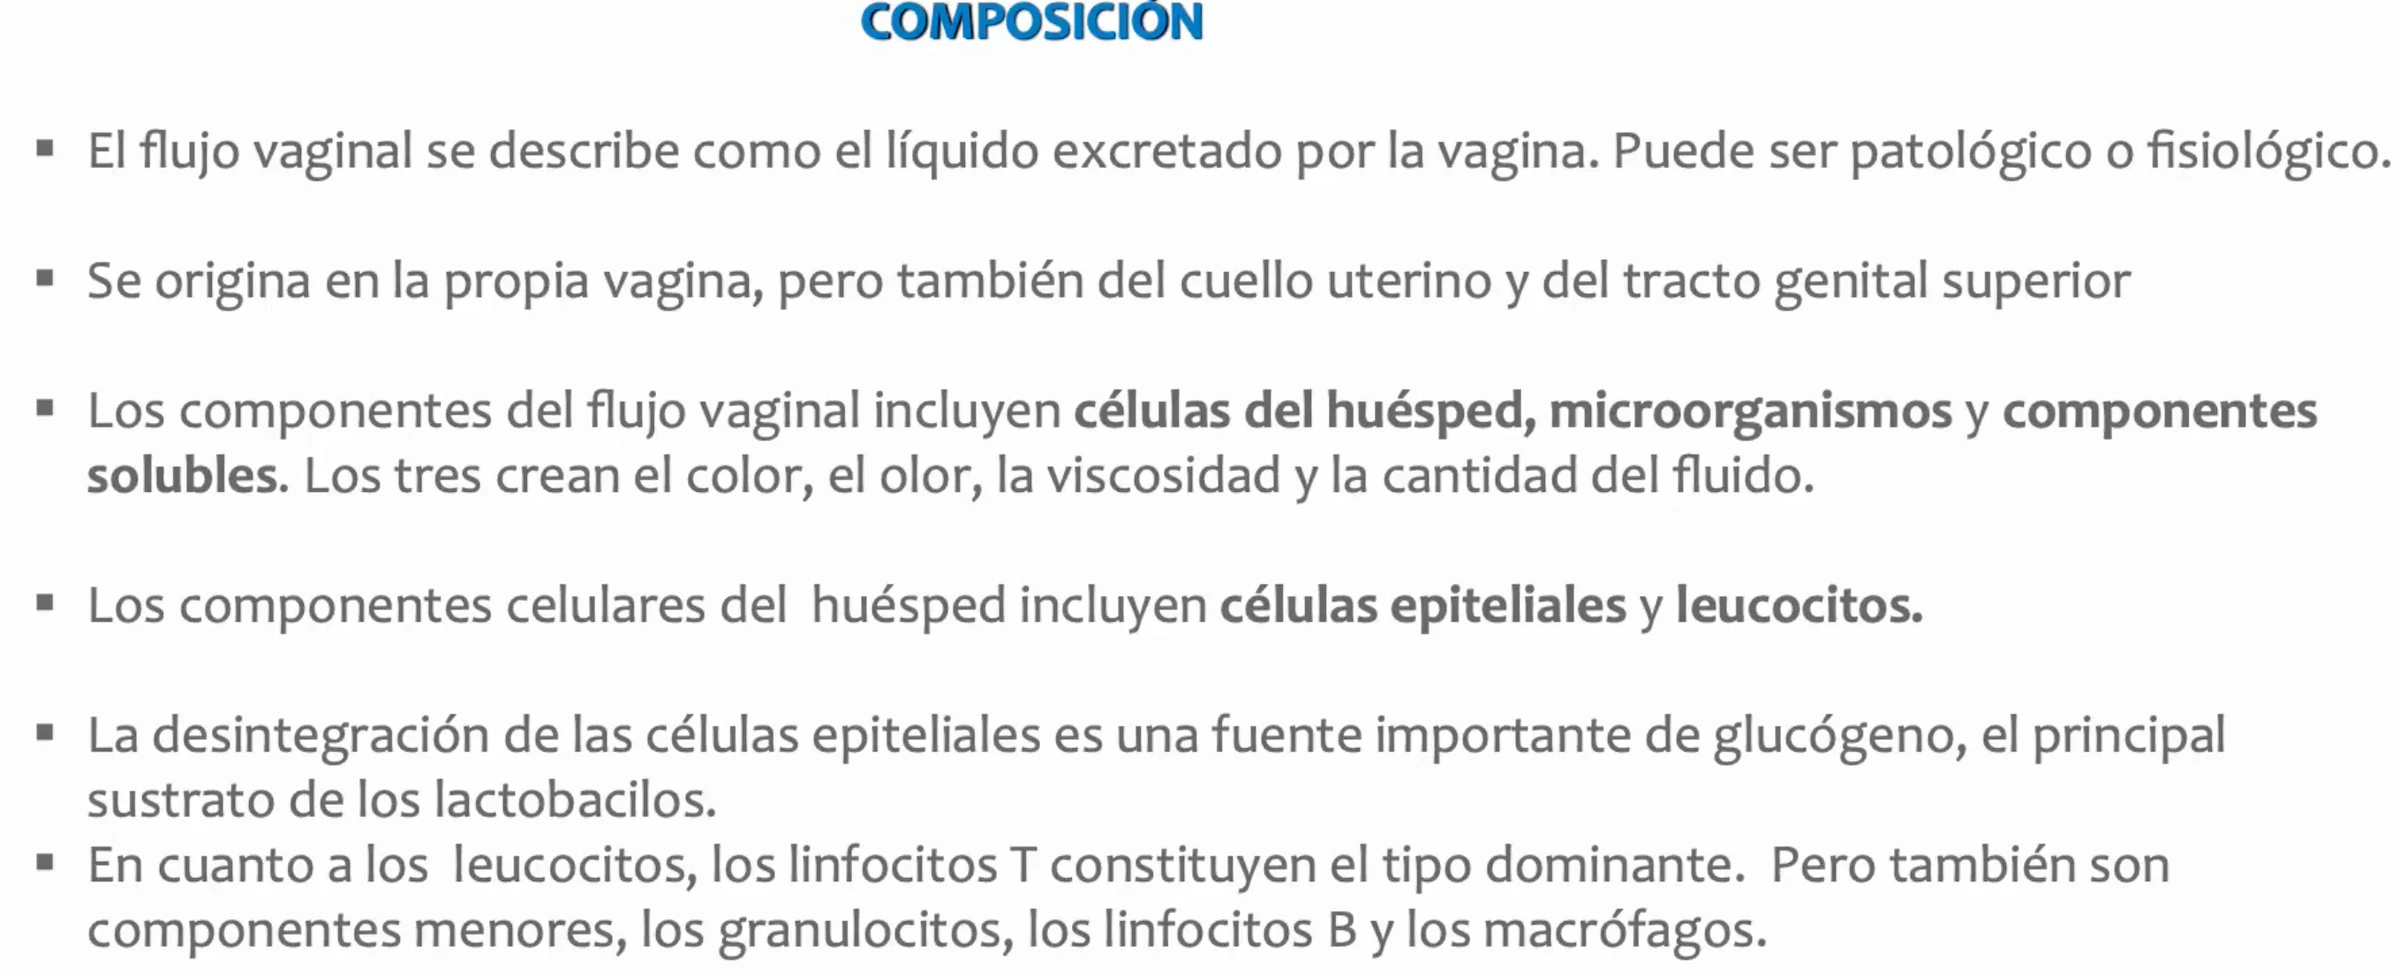 COMPOSICIÓN
▪ El flujo vaginal se describe como el líquido excretado por la vagina. Puede ser patológico o fisiológico.
▪ Se origina en la propia vagina, pero también del cuello uterino y del tracto genital superior
▪ Los componentes del flujo vaginal incluyen células del huésped, microorganismos y componentes
solubles. Los tres crean el color, el olor, la viscosidad y la cantidad del fluido.
▪ Los componentes celulares del huésped incluyen células epiteliales y leucocitos.
▪ La desintegración de las células epiteliales es una fuente importante de glucógeno, el principal
sustrato de los lactobacilos.
▪ En cuanto a los leucocitos, los linfocitos T constituyen el tipo dominante. Pero también son
componentes menores, los granulocitos, los linfocitos B y los macrófagos.